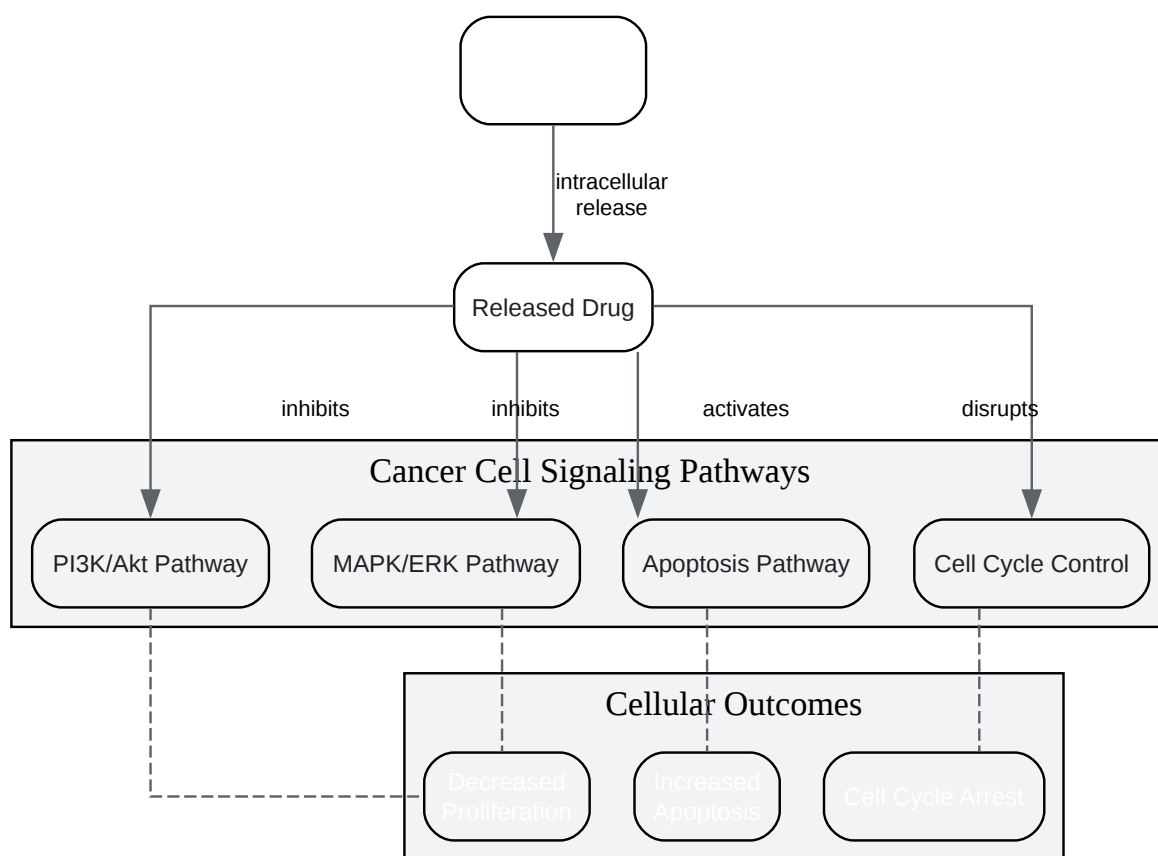 intracellular
release
Released Drug
inhibits
inhibits
activates
disrupts
Cancer Cell Signaling Pathways
PI3K/Akt Pathway
MAPK/ERK Pathway
Apoptosis Pathway
Cell Cycle Control
Cellular Outcomes
Decreased
Proliferation
Increased
Apoptosis
Cell Cycle Arrest